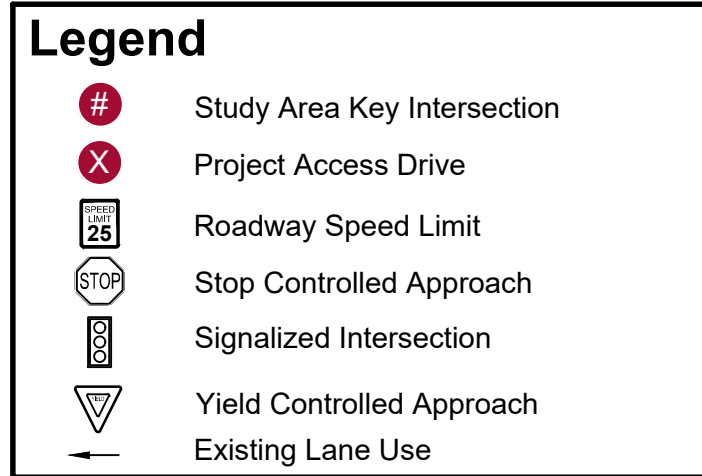 Legend
# Study Area Key Intersection
X Project Access Drive
SPEED
LIMIT
25
Roadway Speed Limit
STOP Stop Controlled Approach
Signalized Intersection
YIELD Yield Controlled Approach
Existing Lane Use